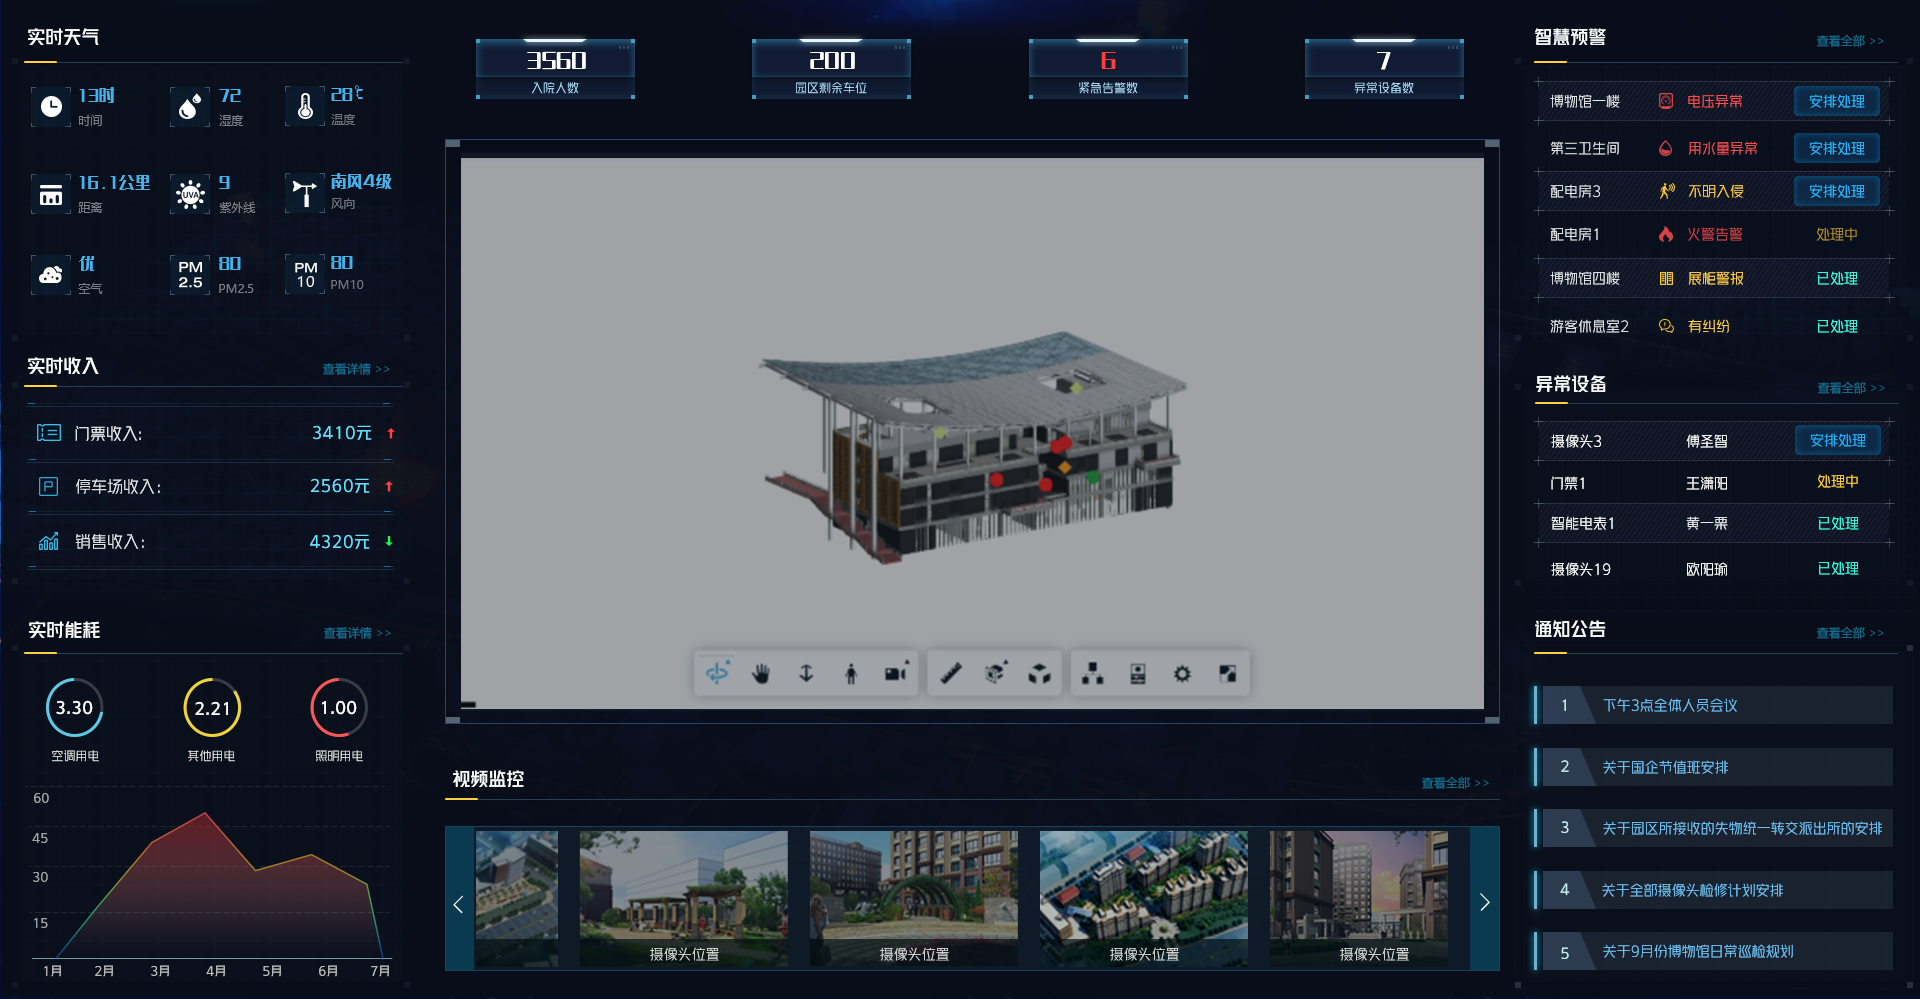 实时天气
13时
时间
72
湿度
28℃
温度
16.1公里
距离
UVA
9
紫外线
南风4级
风向
优
空气
PM
2.5
80
PM2.5
PM
10
80
PM10
实时收入
查看详情 >>
门票收入:
3410元
停车场收入:
2560元
销售收入:
4320元
实时能耗
查看详情 >>
3.30
空调用电
2.21
其他用电
1.00
照明用电
60
45
30
15
1月 2月 3月 4月 5月 6月 7月
3560
入院人数
200
园区剩余车位
6
紧急告警数
7
异常设备数
视频监控
查看全部 >>
摄像头位置
摄像头位置
摄像头位置
摄像头位置
智慧预警
查看全部 >>
博物馆一楼 电压异常 安排处理
第三卫生间 用水量异常 安排处理
配电房3 不明入侵 安排处理
配电房1 火警告警 处理中
博物馆四楼 展柜警报 已处理
游客休息室2 有纠纷 已处理
异常设备
查看全部 >>
摄像头3 傅圣智 安排处理
门禁1 王潇阳 处理中
智能电表1 黄一栗 已处理
摄像头19 欧阳瑜 已处理
通知公告
查看全部 >>
1 下午3点全体人员会议
2 关于国企节值班安排
3 关于园区所接收的失物统一转交派出所的安排
4 关于全部摄像头检修计划安排
5 关于9月份博物馆日常巡检规划